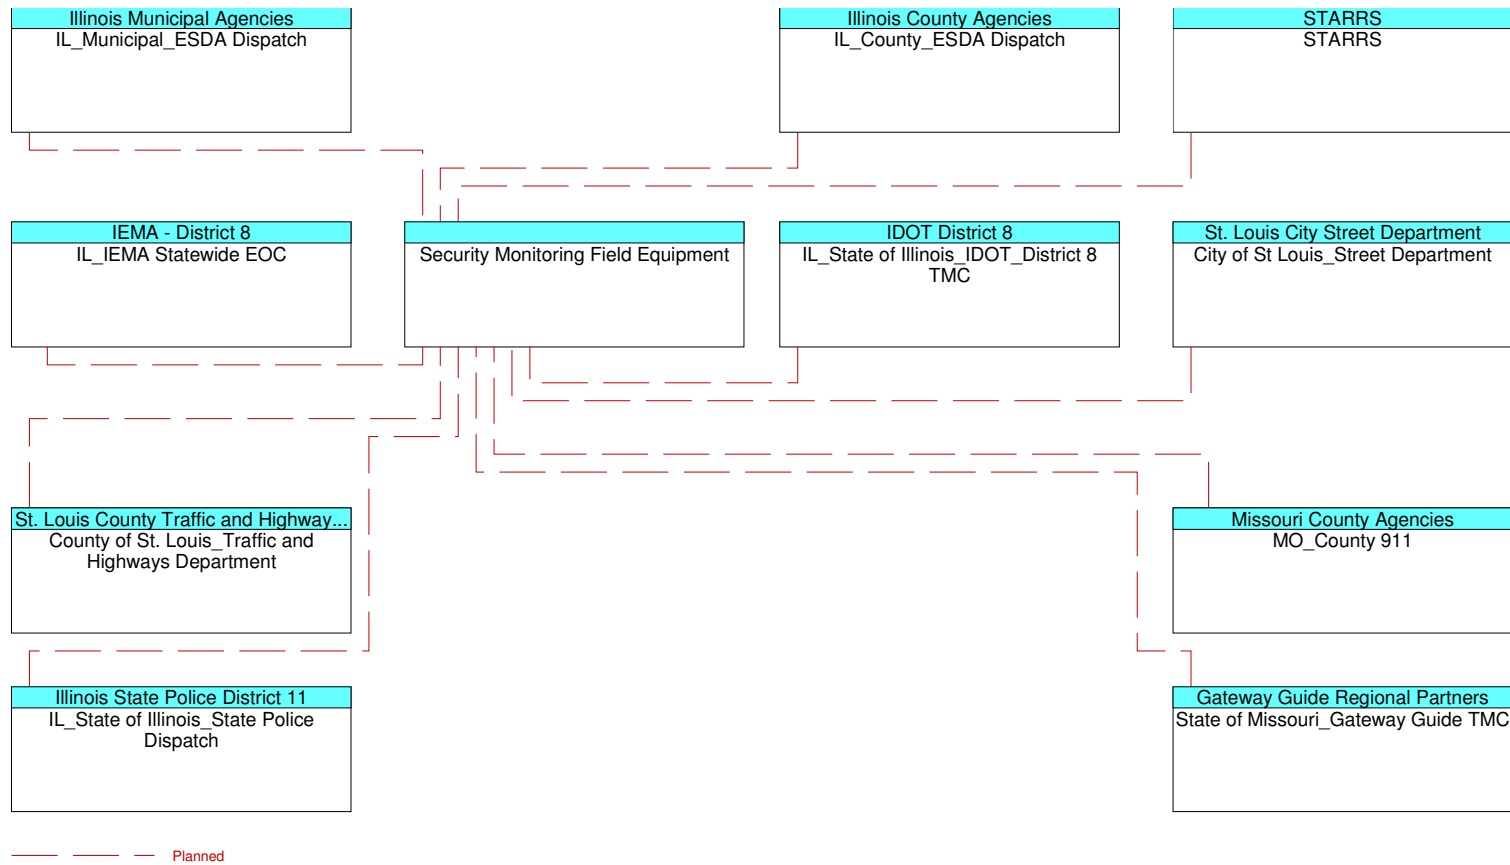 Illinois Municipal Agencies
IL_Municipal_ESDA Dispatch
Illinois County Agencies
IL_County_ESDA Dispatch
STARRS
STARRS
IEMA - District 8
IL_IEMA Statewide EOC
Security Monitoring Field Equipment
IDOT District 8
IL_State of Illinois_IDOT_District 8
TMC
St. Louis City Street Department
City of St Louis_Street Department
St. Louis County Traffic and Highway...
County of St. Louis_Traffic and
Highways Department
Missouri County Agencies
MO_County 911
Illinois State Police District 11
IL_State of Illinois_State Police
Dispatch
Gateway Guide Regional Partners
State of Missouri_Gateway Guide TMC
Planned